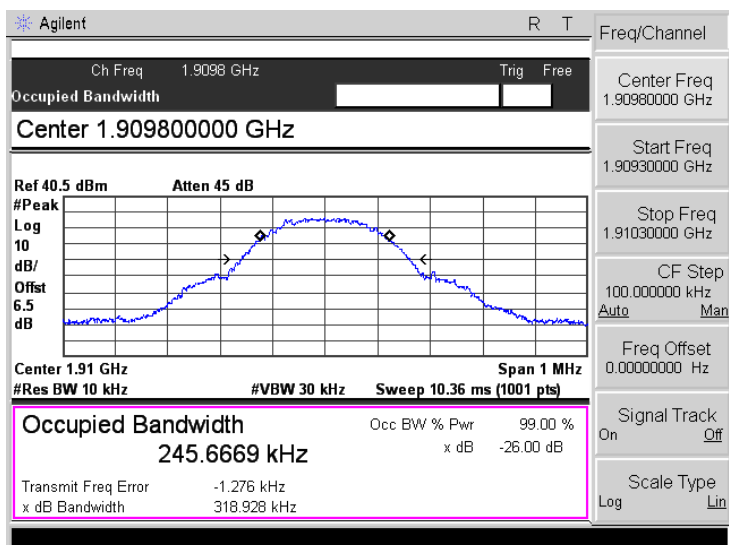 Agilent R T
Ch Freq 1.9098 GHz Trig Free
Occupied Bandwidth
Center 1.909800000 GHz
Ref 40.5 dBm Atten 45 dB
#Peak
Log
10
dB/
Offst
6.5
dB
Center 1.91 GHz Span 1 MHz
#Res BW 10 kHz #VBW 30 kHz Sweep 10.36 ms (1001 pts)
Occupied Bandwidth Occ BW % Pwr 99.00 %
245.6669 kHz x dB -26.00 dB
Transmit Freq Error -1.276 kHz
x dB Bandwidth 318.928 kHz
Freq/Channel
Center Freq
1.90980000 GHz
Start Freq
1.90930000 GHz
Stop Freq
1.91030000 GHz
CF Step
100.000000 kHz
Auto Man
Freq Offset
0.00000000 Hz
Signal Track
On Off
Scale Type
Log Lin